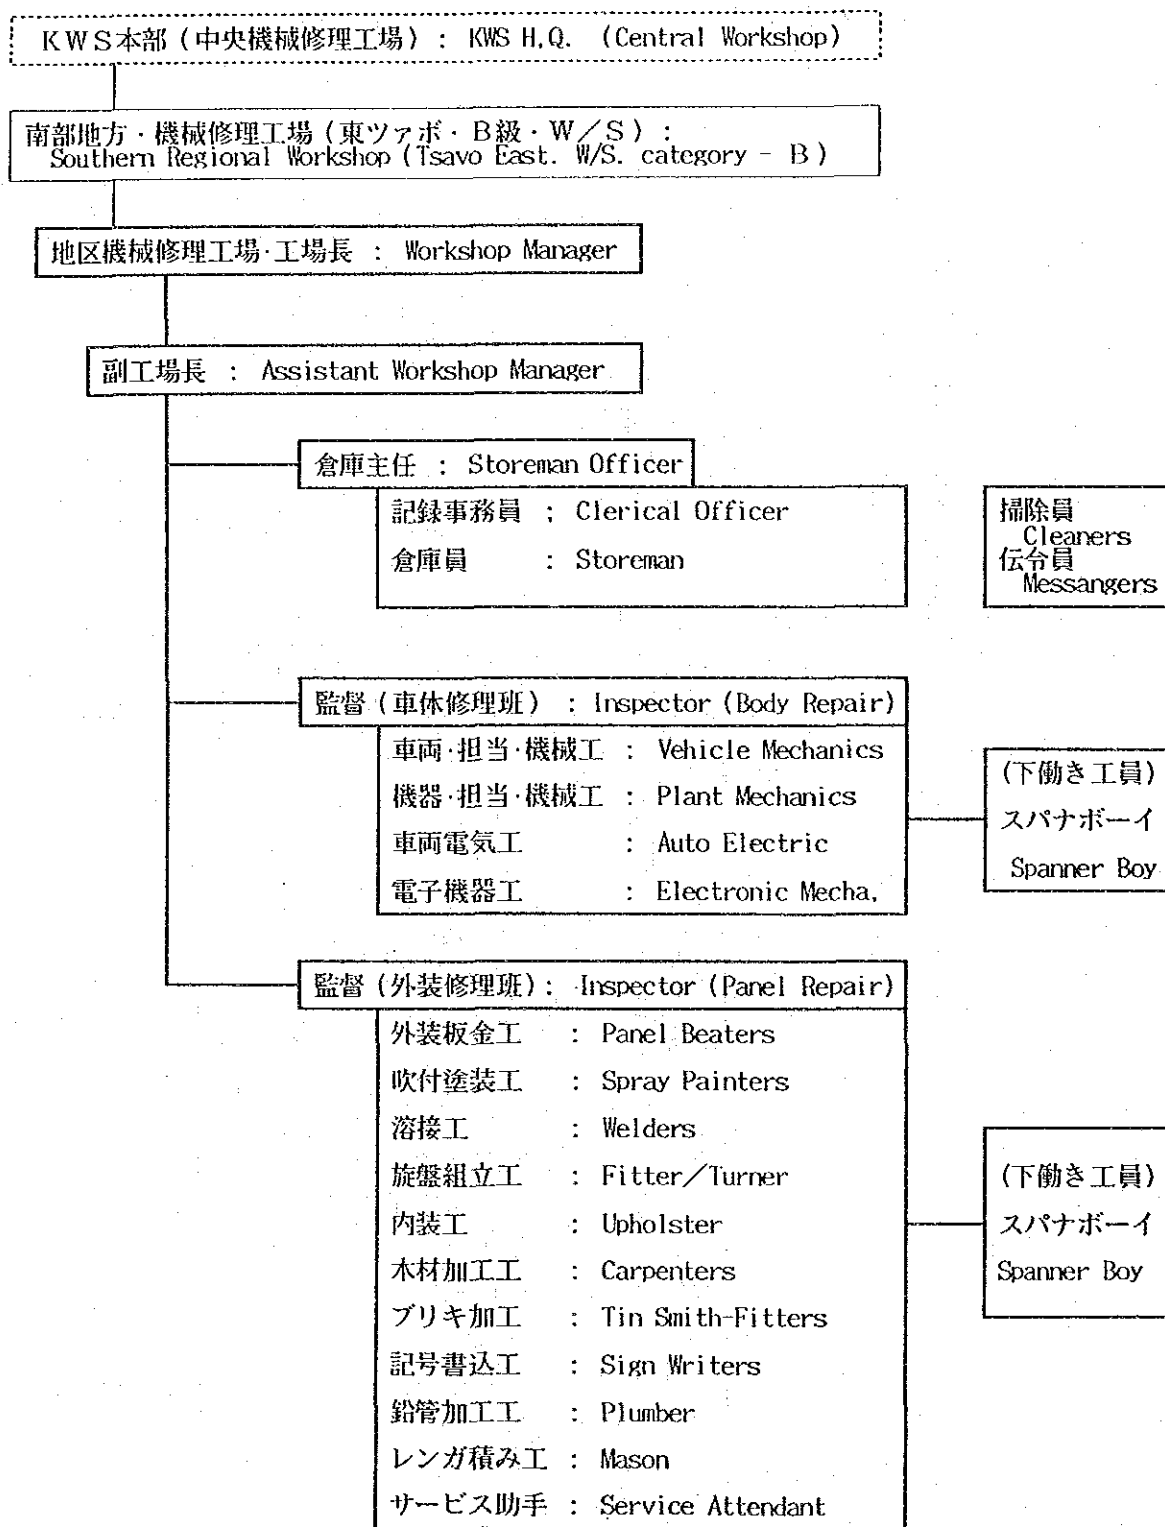 KWS本部(中央機械修理工場): KWS H.Q. (Central Workshop)
南部地方・機械修理工場(東ツァボ・B級・W/S):
Southern Regional Workshop (Tsavo East. W/S. category - B)
地区機械修理工場・工場長 : Workshop Manager
副工場長 : Assistant Workshop Manager
倉庫主任 : Storeman Officer
記録事務員 ; Clerical Officer
倉庫員 : Storeman
掃除員
Cleaners
伝令員
Messangers
監督(車体修理班) : Inspector (Body Repair)
車両・担当・機械工 : Vehicle Mechanics
機器・担当・機械工 : Plant Mechanics
車両電気工 : Auto Electric
電子機器工 : Electronic Mecha,
(下働き工員)
スパナボーイ
Spanner Boy
監督(外装修理班): Inspector (Panel Repair)
外装板金工 : Panel Beaters
吹付塗装工 : Spray Painters
溶接工 : Welders
旋盤組立工 : Fitter/Turner
内装工 : Upholster
木材加工工 : Carpenters
ブリキ加工 : Tin Smith-Fitters
記号書込工 : Sign Writers
鉛管加工工 : Plumber
レンガ積み工 : Mason
サービス助手 : Service Attendant
(下働き工員)
スパナボーイ
Spanner Boy